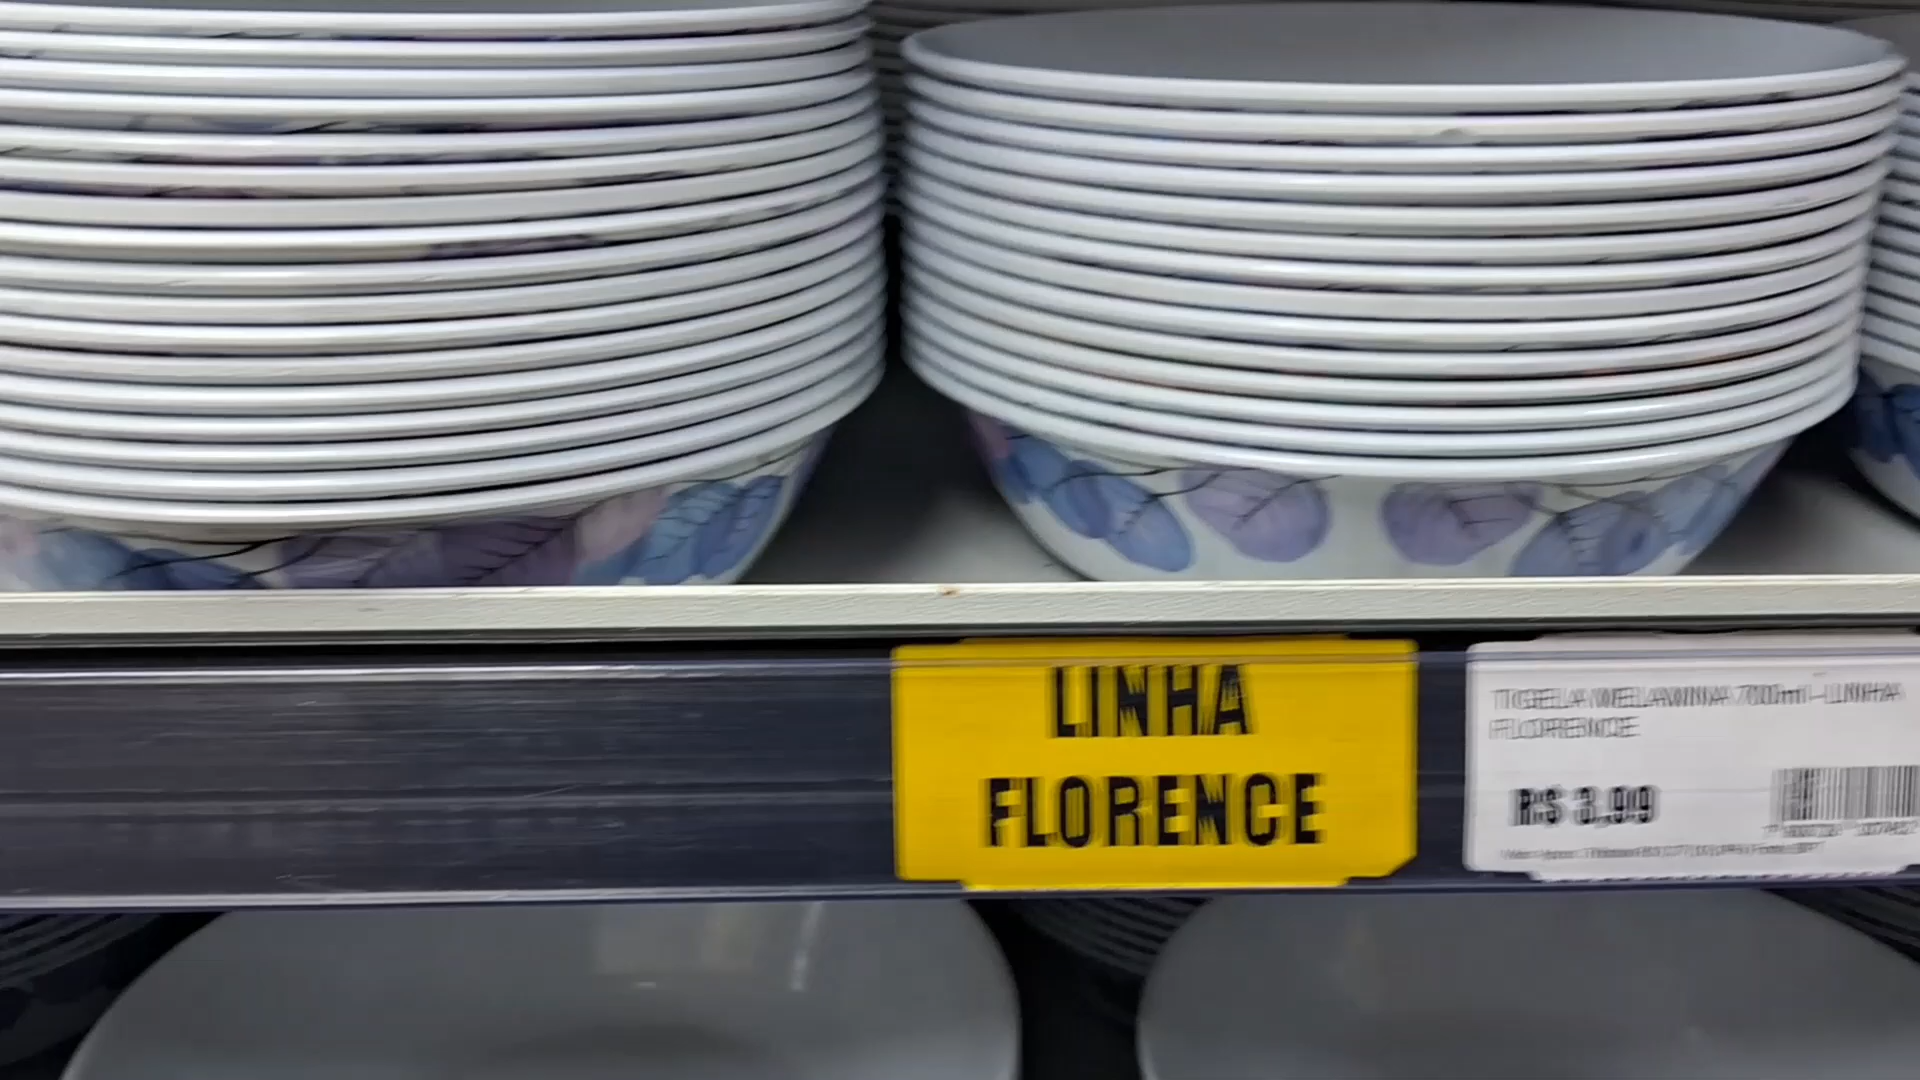 LINHA
FLORENCE
TIGELA MELAMINA 700ml - LINHA
FLORENCE
R$ 3,99